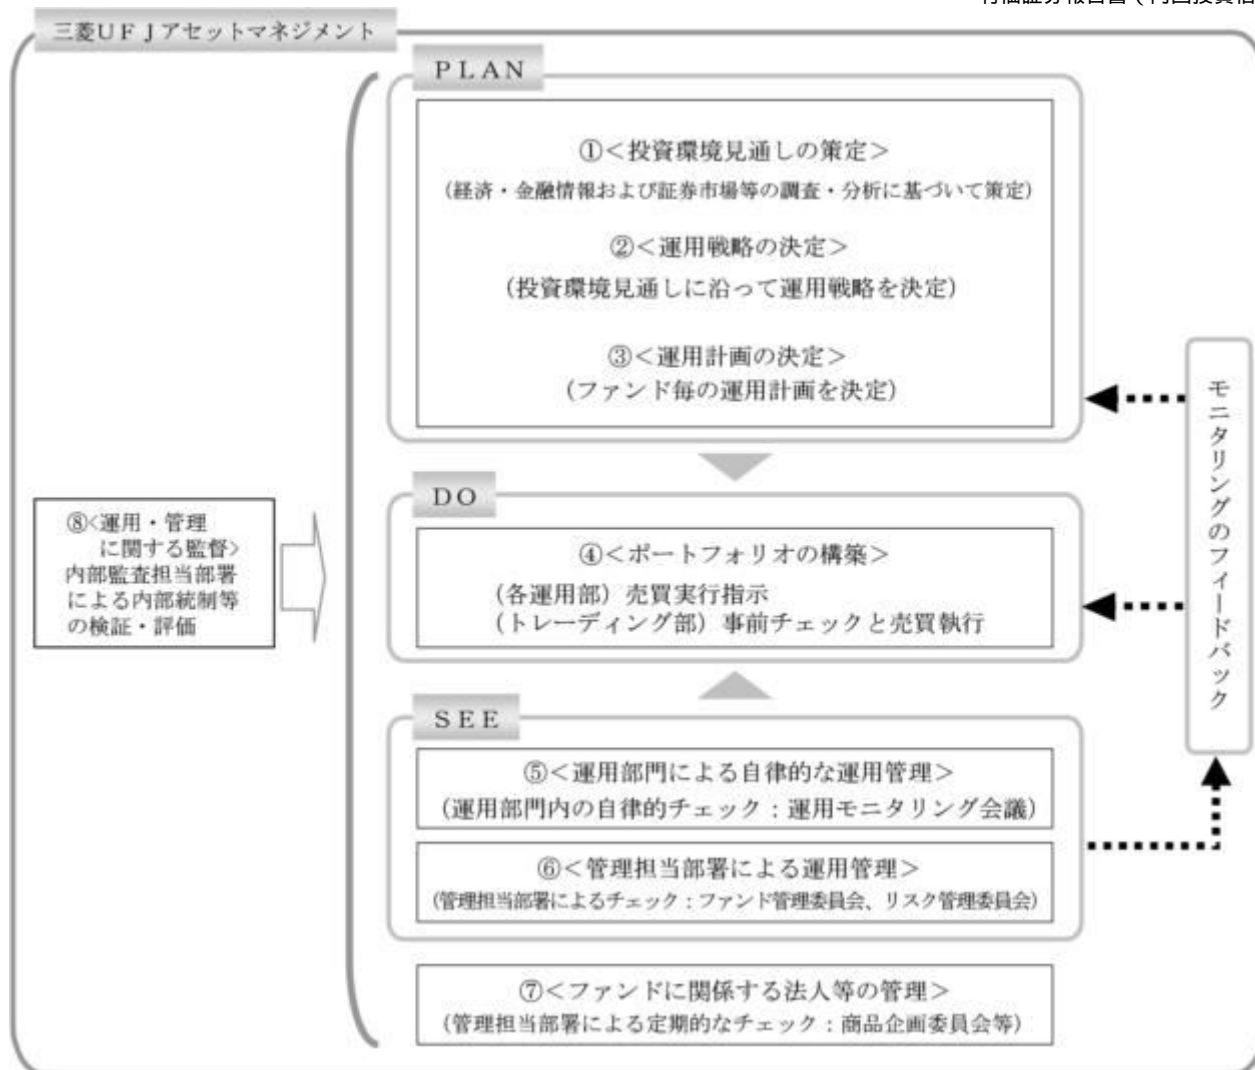 三菱UFJアセットマネジメント
PLAN
①＜投資環境見通しの策定＞
（経済・金融情報および証券市場等の調査・分析に基づいて策定）
②＜運用戦略の決定＞
（投資環境見通しに沿って運用戦略を決定）
③＜運用計画の決定＞
（ファンド毎の運用計画を決定）
DO
④＜ポートフォリオの構築＞
（各運用部）売買実行指示
（トレーディング部）事前チェックと売買執行
SEE
⑤＜運用部門による自律的な運用管理＞
（運用部門内の自律的チェック：運用モニタリング会議）
⑥＜管理担当部署による運用管理＞
（管理担当部署によるチェック：ファンド管理委員会、リスク管理委員会）
⑦＜ファンドに関係する法人等の管理＞
（管理担当部署による定期的なチェック：商品企画委員会等）
⑧＜運用・管理
に関する監督＞
内部監査担当部署
による内部統制等
の検証・評価
モニタリングのフィードバック